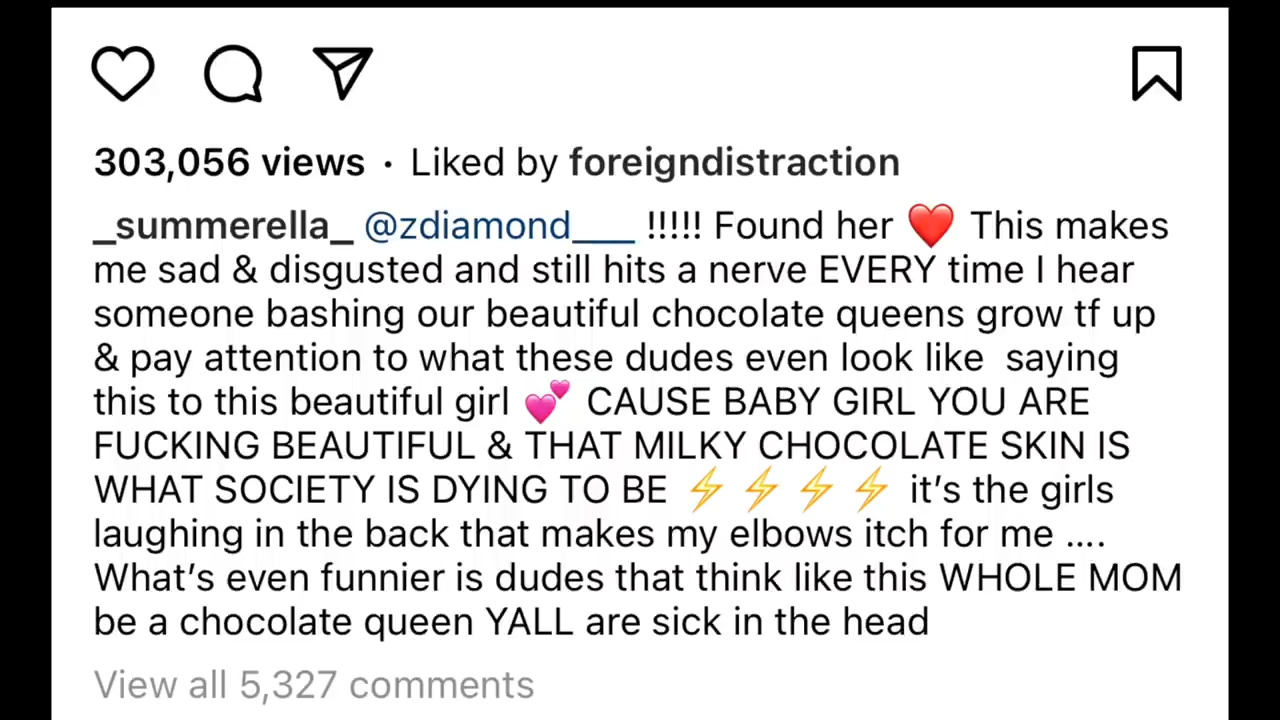 303,056 views · Liked by foreigndistraction
_summerella_ @zdiamond___ !!!!! Found her ❤️ This makes
me sad & disgusted and still hits a nerve EVERY time I hear
someone bashing our beautiful chocolate queens grow tf up
& pay attention to what these dudes even look like  saying
this to this beautiful girl 💕 CAUSE BABY GIRL YOU ARE
FUCKING BEAUTIFUL & THAT MILKY CHOCOLATE SKIN IS
WHAT SOCIETY IS DYING TO BE ⚡⚡⚡⚡ it’s the girls
laughing in the back that makes my elbows itch for me ....
What’s even funnier is dudes that think like this WHOLE MOM
be a chocolate queen YALL are sick in the head
View all 5,327 comments